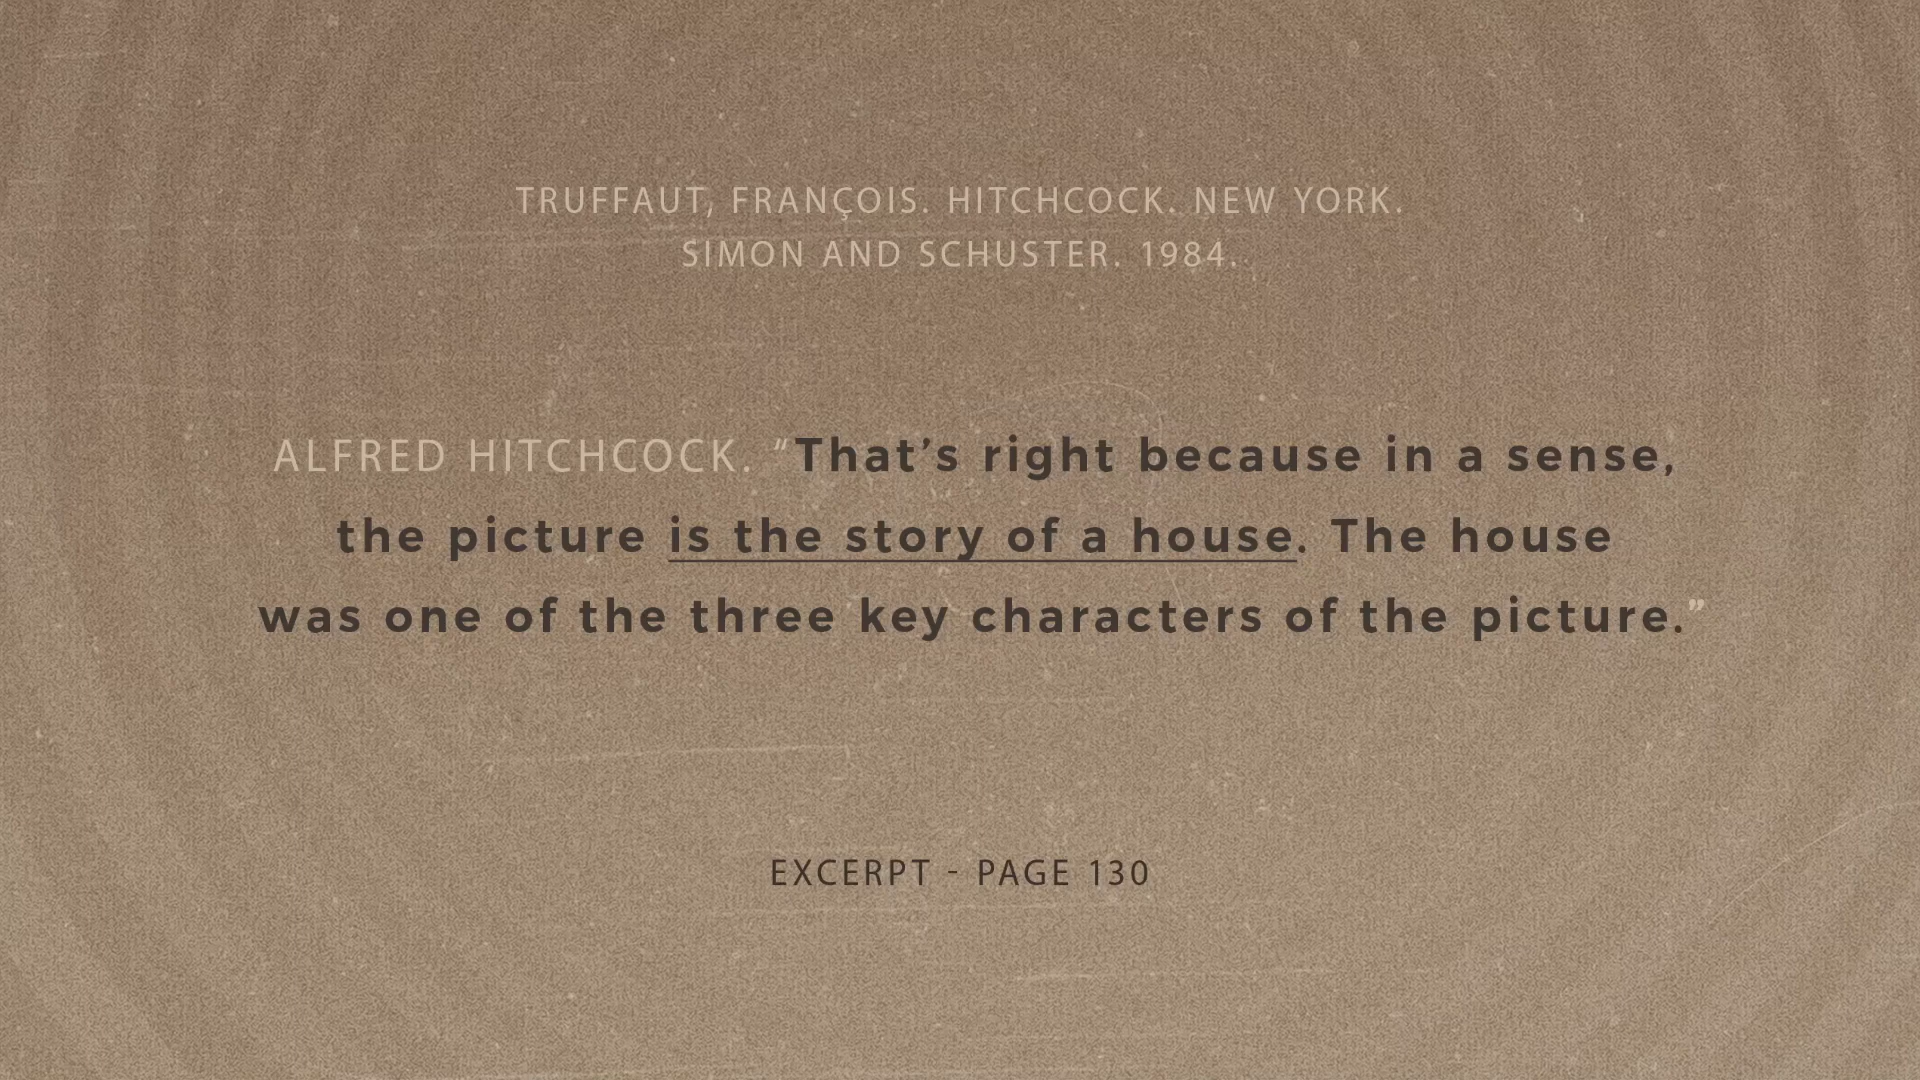 TRUFFAUT, FRANÇOIS. HITCHCOCK. NEW YORK.
SIMON AND SCHUSTER. 1984.
ALFRED HITCHCOCK. “That’s right because in a sense,
the picture is the story of a house. The house
was one of the three key characters of the picture.”
EXCERPT - PAGE 130